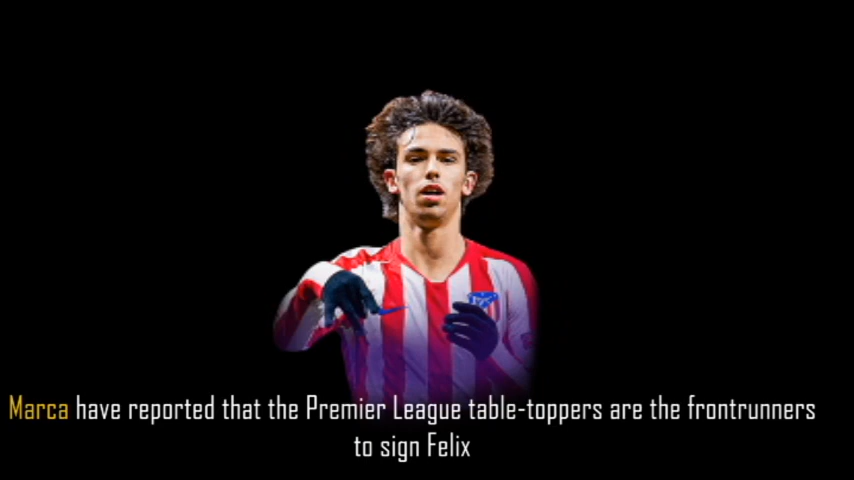 Marca have reported that the Premier League table-toppers are the frontrunners
to sign Felix